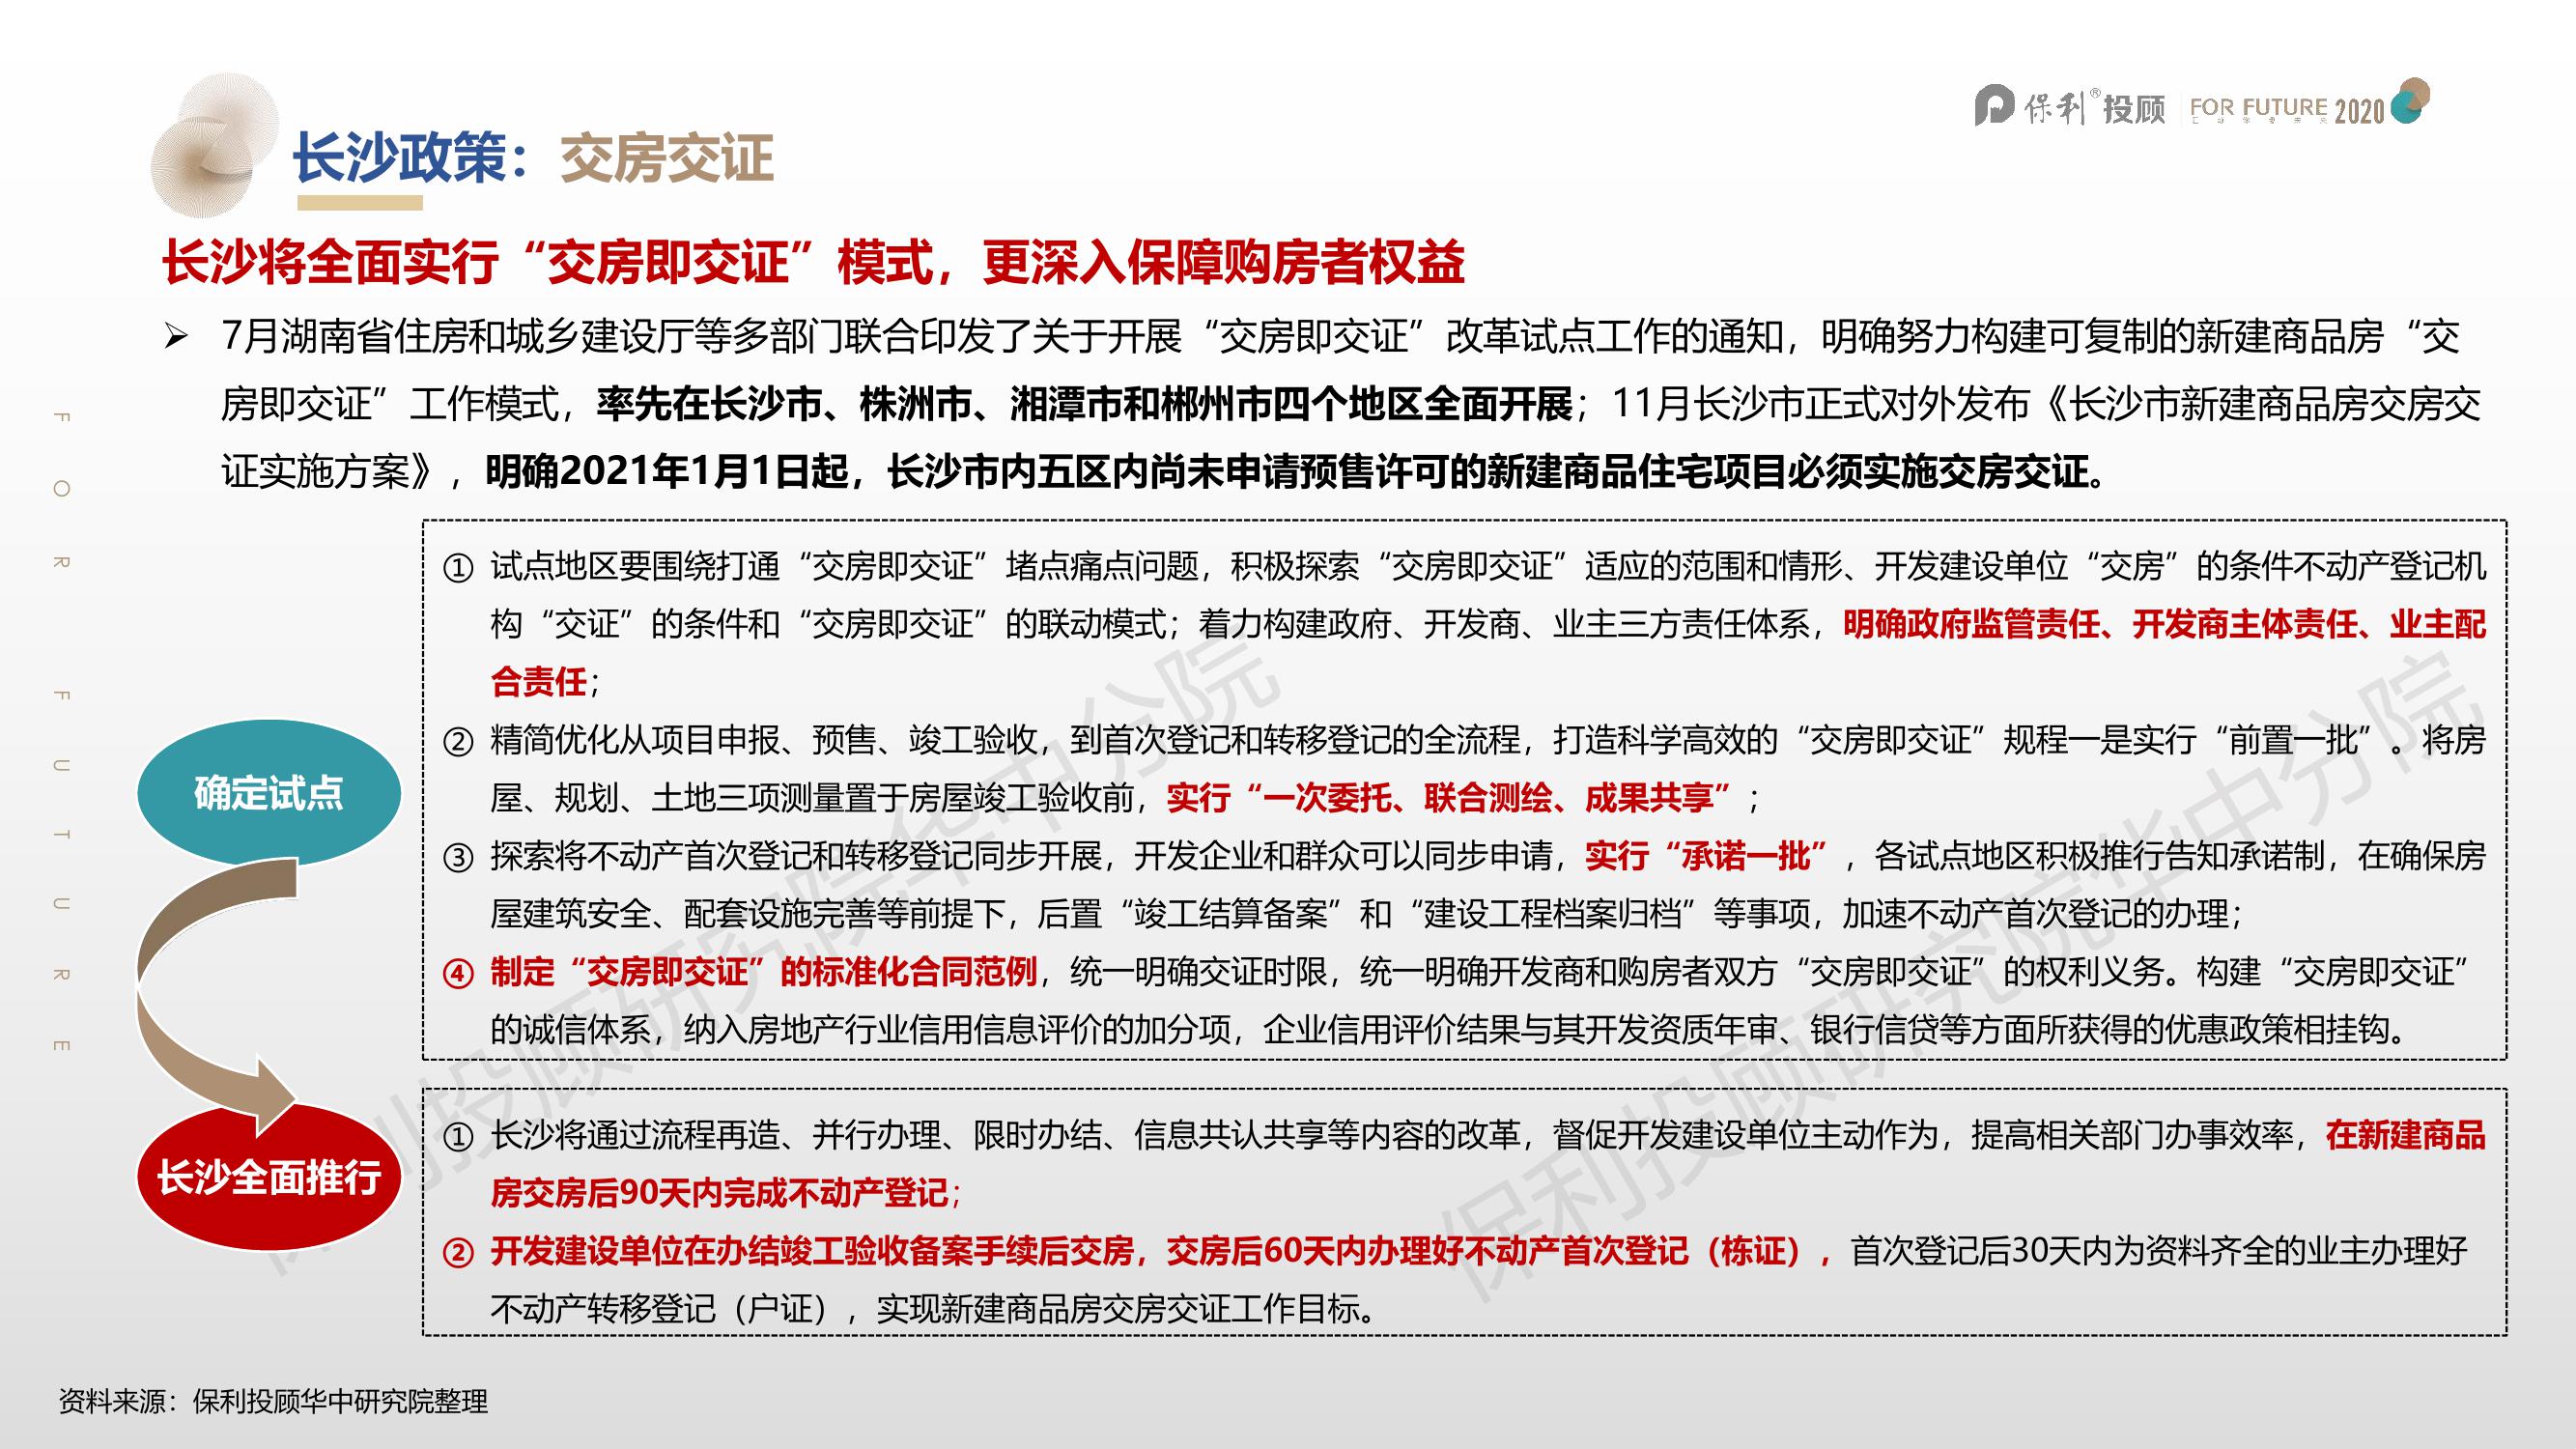 保利®投顾 FOR FUTURE 2020
长沙政策：交房交证
长沙将全面实行“交房即交证”模式，更深入保障购房者权益
➢ 7月湖南省住房和城乡建设厅等多部门联合印发了关于开展“交房即交证”改革试点工作的通知，明确努力构建可复制的新建商品房“交
房即交证”工作模式，率先在长沙市、株洲市、湘潭市和郴州市四个地区全面开展；11月长沙市正式对外发布《长沙市新建商品房交房交
证实施方案》，明确2021年1月1日起，长沙市内五区内尚未申请预售许可的新建商品住宅项目必须实施交房交证。
FOR FUTURE
确定试点
① 试点地区要围绕打通“交房即交证”堵点痛点问题，积极探索“交房即交证”适应的范围和情形、开发建设单位“交房”的条件不动产登记机
构“交证”的条件和“交房即交证”的联动模式；着力构建政府、开发商、业主三方责任体系，明确政府监管责任、开发商主体责任、业主配
合责任；
② 精简优化从项目申报、预售、竣工验收，到首次登记和转移登记的全流程，打造科学高效的“交房即交证”规程一是实行“前置一批”。将房
屋、规划、土地三项测量置于房屋竣工验收前，实行“一次委托、联合测绘、成果共享”；
③ 探索将不动产首次登记和转移登记同步开展，开发企业和群众可以同步申请，实行“承诺一批”，各试点地区积极推行告知承诺制，在确保房
屋建筑安全、配套设施完善等前提下，后置“竣工结算备案”和“建设工程档案归档”等事项，加速不动产首次登记的办理；
④ 制定“交房即交证”的标准化合同范例，统一明确交证时限，统一明确开发商和购房者双方“交房即交证”的权利义务。构建“交房即交证”
的诚信体系，纳入房地产行业信用信息评价的加分项，企业信用评价结果与其开发资质年审、银行信贷等方面所获得的优惠政策相挂钩。
长沙全面推行
① 长沙将通过流程再造、并行办理、限时办结、信息共认共享等内容的改革，督促开发建设单位主动作为，提高相关部门办事效率，在新建商品
房交房后90天内完成不动产登记；
② 开发建设单位在办结竣工验收备案手续后交房，交房后60天内办理好不动产首次登记（栋证），首次登记后30天内为资料齐全的业主办理好
不动产转移登记（户证），实现新建商品房交房交证工作目标。
保利投顾研究院华中分院
保利投顾研究院华中分院
资料来源：保利投顾华中研究院整理